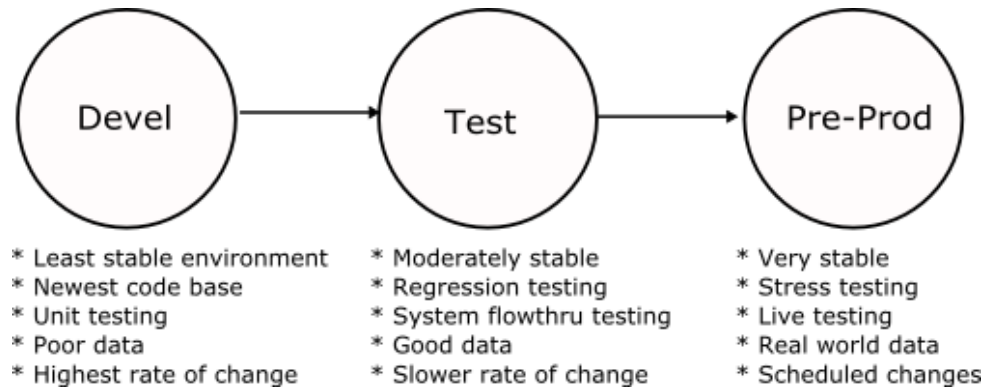 Devel
Test
Pre-Prod
* Least stable environment
* Newest code base
* Unit testing
* Poor data
* Highest rate of change
* Moderately stable
* Regression testing
* System flowthru testing
* Good data
* Slower rate of change
* Very stable
* Stress testing
* Live testing
* Real world data
* Scheduled changes